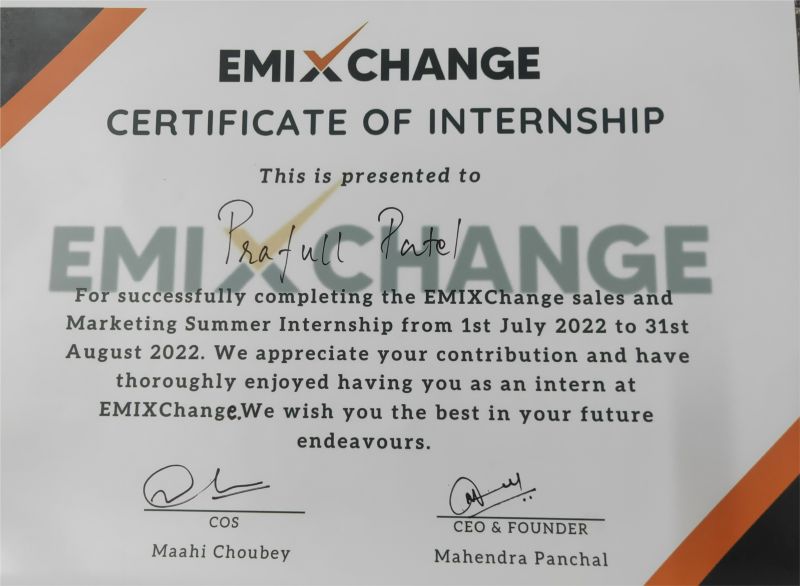 EMIXCHANGE
CERTIFICATE OF INTERNSHIP
This is presented to
Prafull Patel
EMIXCHANGE
For successfully completing the EMIXChange sales and
Marketing Summer Internship from 1st July 2022 to 31st
August 2022. We appreciate your contribution and have
thoroughly enjoyed having you as an intern at
EMIXChange.We wish you the best in your future
endeavours.
COS
Maahi Choubey
CEO & FOUNDER
Mahendra Panchal